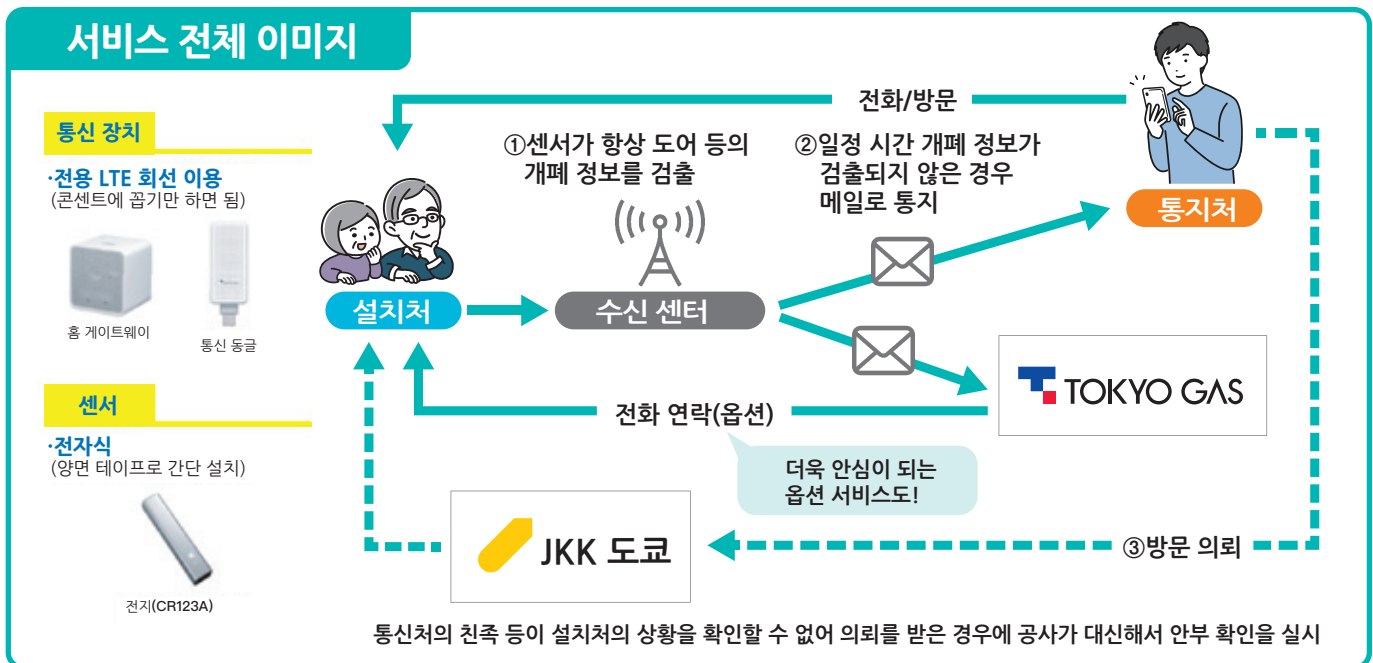 서비스 전체 이미지
통신 장치
·전용 LTE 회선 이용
(콘센트에 꼽기만 하면 됨)
홈 게이트웨이
통신 동글
센서
·전자식
(양면 테이프로 간단 설치)
전지(CR123A)
전화/방문
①센서가 항상 도어 등의
개폐 정보를 검출
②일정 시간 개폐 정보가
검출되지 않은 경우
메일로 통지
통지처
설치처
수신 센터
TOKYO GAS
전화 연락(옵션)
더욱 안심이 되는
옵션 서비스도!
JKK 도쿄
③방문 의뢰
통신처의 친족 등이 설치처의 상황을 확인할 수 없어 의뢰를 받은 경우에 공사가 대신해서 안부 확인을 실시